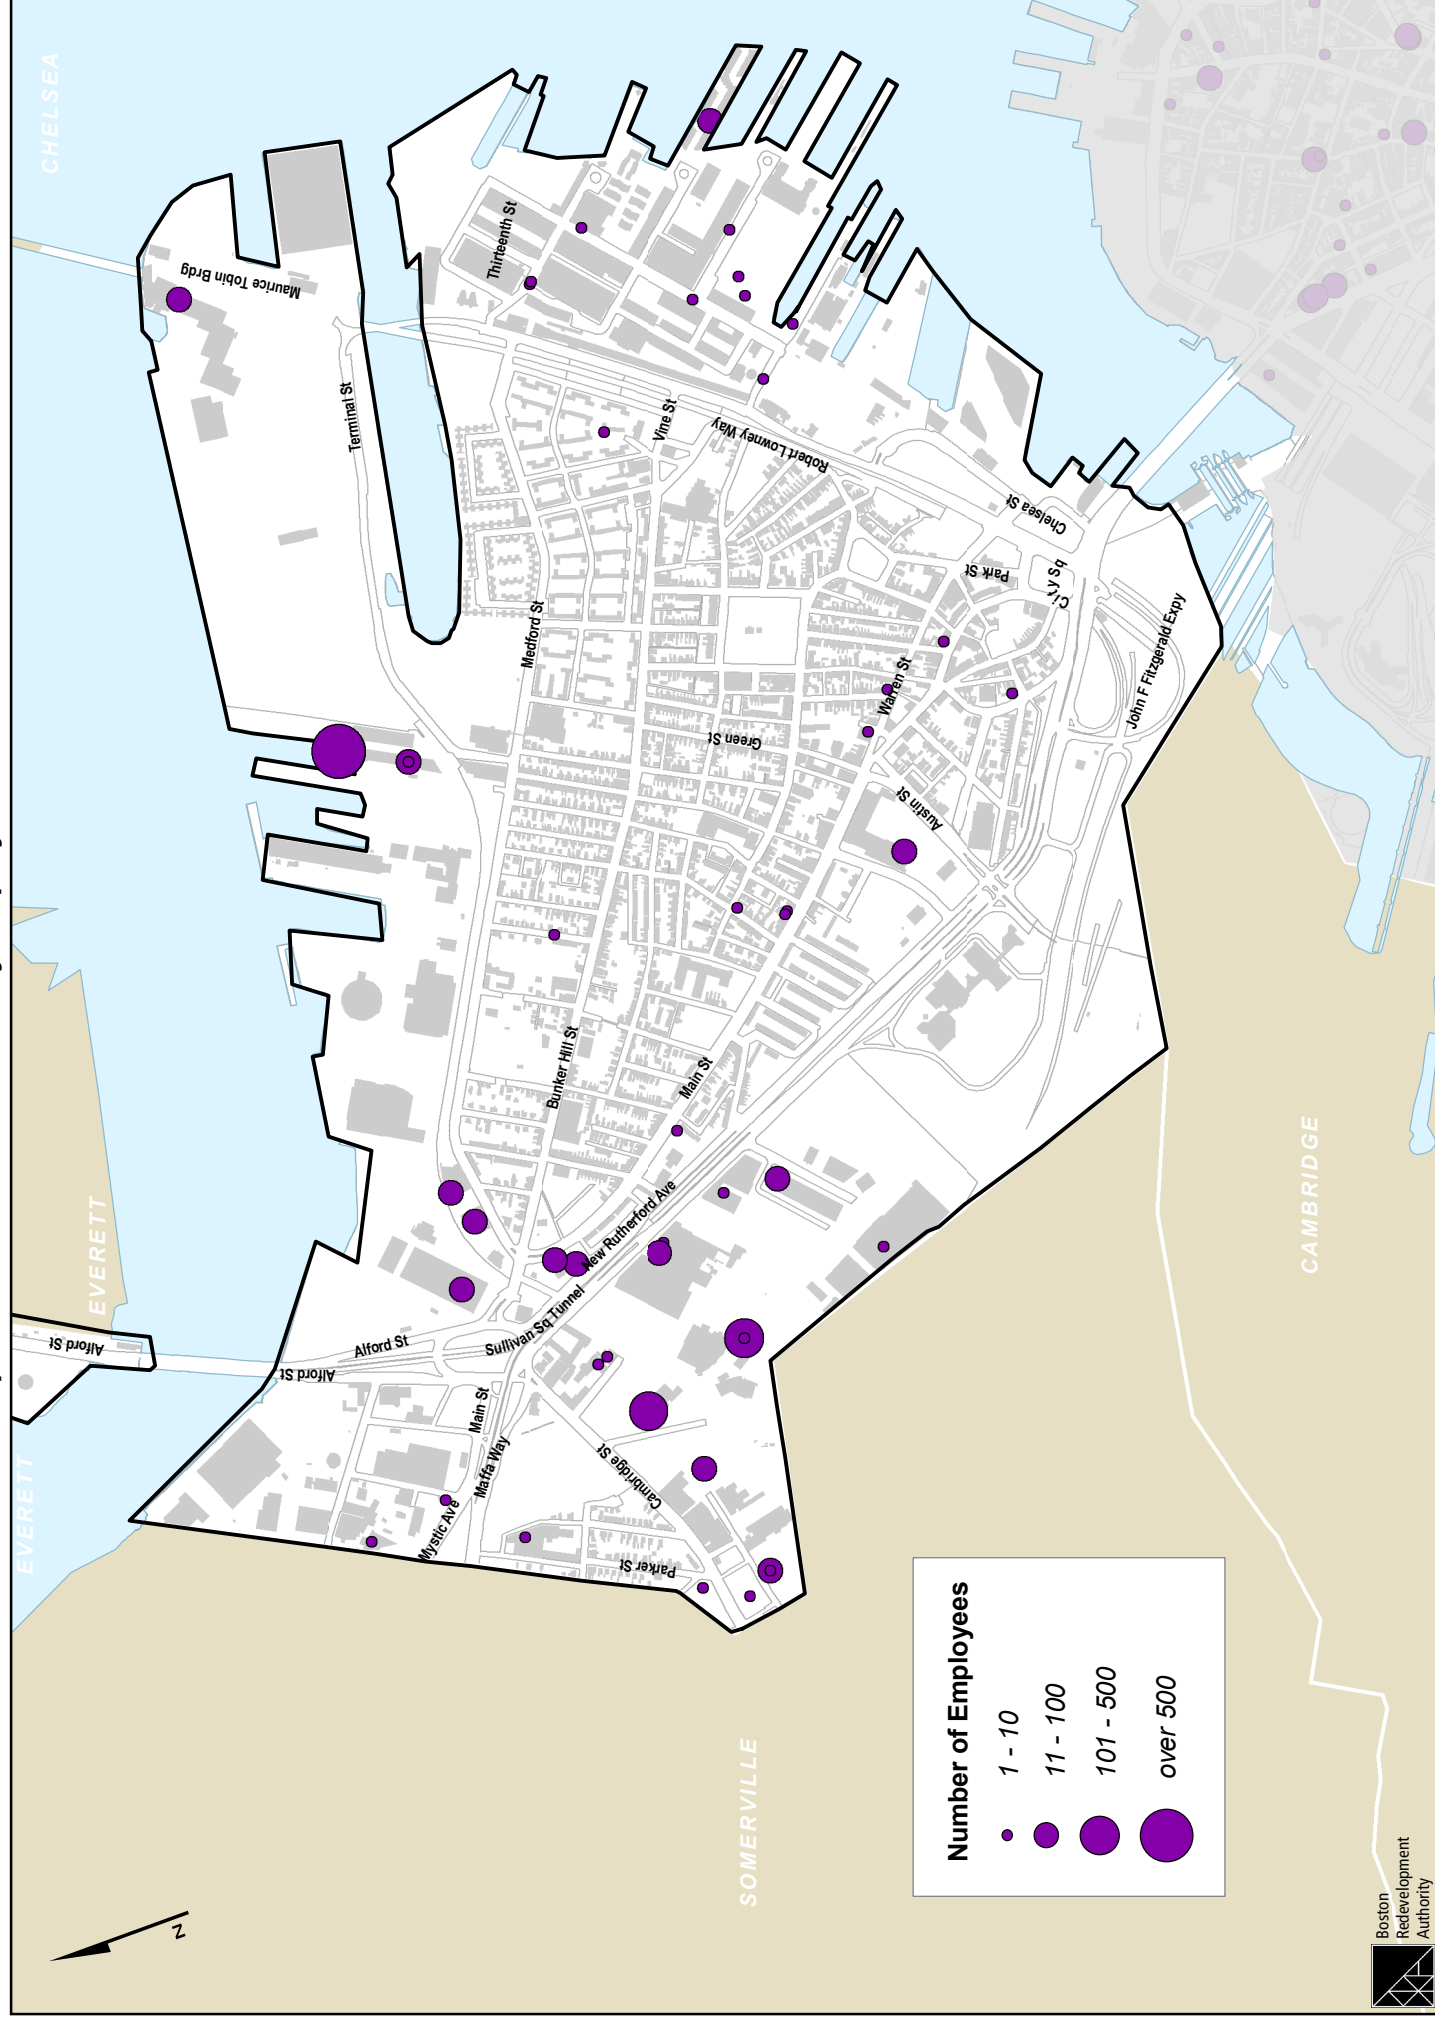 CHELSEA
EVERETT
EVERETT
SOMERVILLE
CAMBRIDGE
Maurice Tobin Brdg
Terminal St
Thirteenth St
Vine St
Robert Lowney Way
Medford St
Chelsea St
Park St
City Sq
John F Fitzgerald Expy
Warren St
Green St
Austin St
Bunker Hill St
Main St
New Rutherford Ave
Sullivan Sq Tunnel
Alford St
Alford St
Alford St
Main St
Maffa Way
Mystic Ave
Cambridge St
Parker St
Number of Employees
1 - 10
11 - 100
101 - 500
over 500
N
Boston
Redevelopment
Authority